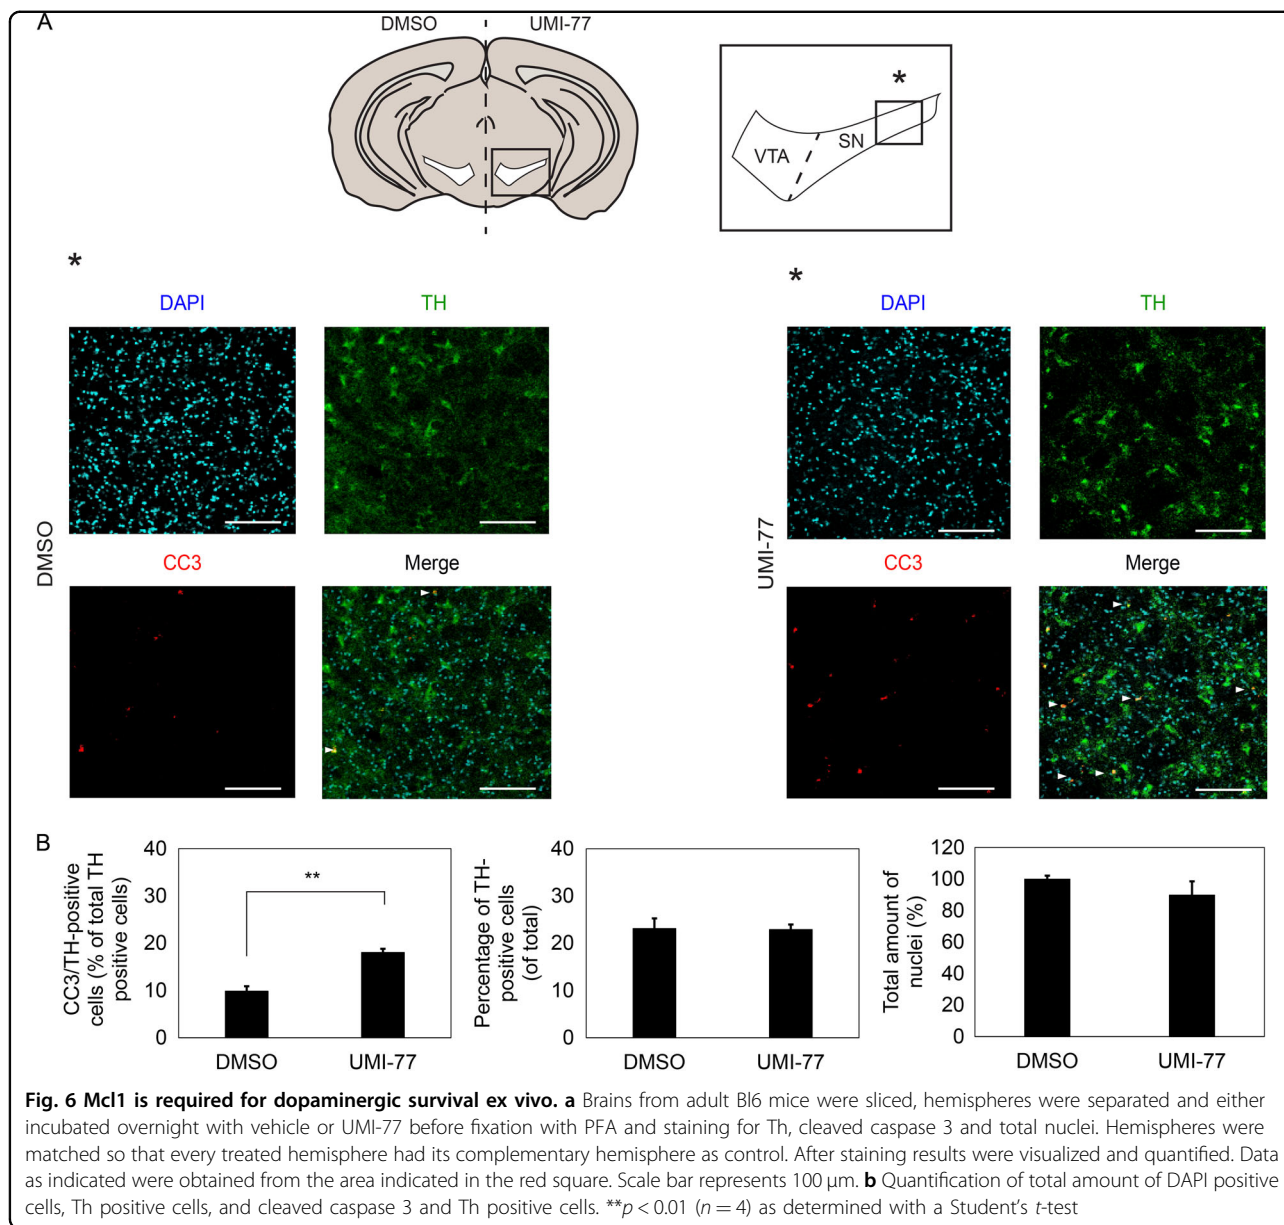 A
DMSO
UMI-77
*
VTA
SN
*
DAPI
TH
DMSO
CC3
Merge
*
DAPI
TH
UMI-77
CC3
Merge
B
CC3/TH-positive
cells (% of total TH
positive cells)
40
30
20
10
0
**
DMSO
UMI-77
Percentage of TH-
positive cells
(of total)
40
30
20
10
0
DMSO
UMI-77
Total amount of
nuclei (%)
120
100
80
60
40
20
0
DMSO
UMI-77
Fig. 6 Mcl1 is required for dopaminergic survival ex vivo. a Brains from adult Bl6 mice were sliced, hemispheres were separated and either
incubated overnight with vehicle or UMI-77 before fixation with PFA and staining for Th, cleaved caspase 3 and total nuclei. Hemispheres were
matched so that every treated hemisphere had its complementary hemisphere as control. After staining results were visualized and quantified. Data
as indicated were obtained from the area indicated in the red square. Scale bar represents 100 µm. b Quantification of total amount of DAPI positive
cells, Th positive cells, and cleaved caspase 3 and Th positive cells. **p < 0.01 (n = 4) as determined with a Student's t-test